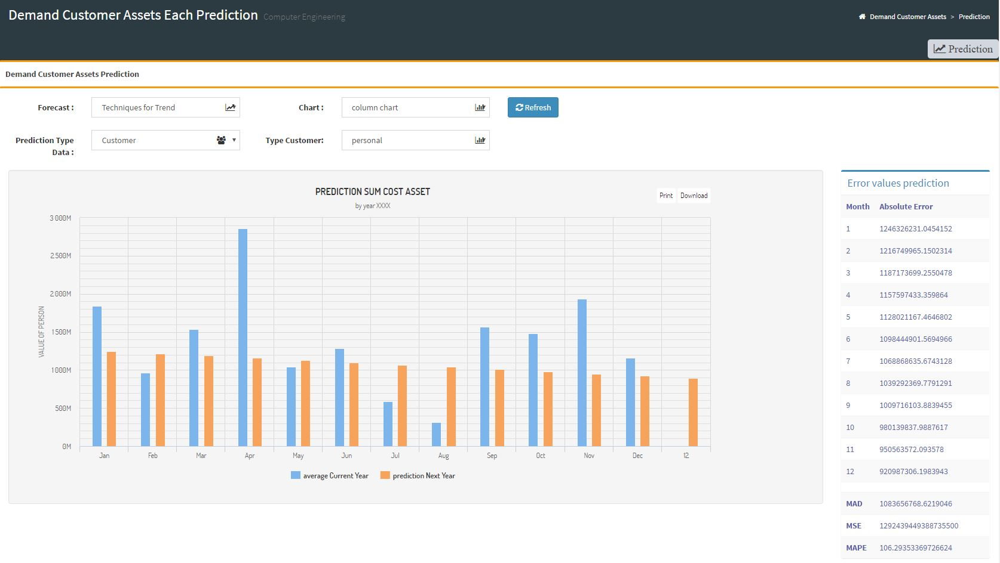 Demand Customer Assets Each Prediction Computer Engineering
Demand Customer Assets > Prediction
Prediction
Demand Customer Assets Prediction
Forecast : Techniques for Trend Chart : column chart Refresh
Prediction Type Data : Customer Type Customer: personal
PREDICTION SUM COST ASSET
by year XXXX
Print Download
VALUE OF PERSON
3 000M
2 500M
2 000M
1 500M
1 000M
500M
0M
Jan Feb Mar Apr May Jun Jul Aug Sep Oct Nov Dec 12
average Current Year prediction Next Year
Error values prediction
Month Absolute Error
1 1246326231.0454152
2 1216749965.1502314
3 1187173699.2550478
4 1157597433.359864
5 1128021167.4646802
6 1098444901.5694966
7 1068868635.6743128
8 1039292369.7791291
9 1009716103.8839455
10 980139837.9887617
11 950563572.093578
12 920987306.1983943
MAD 1083656768.6219046
MSE 1292439449388735500
MAPE 106.29353369726624